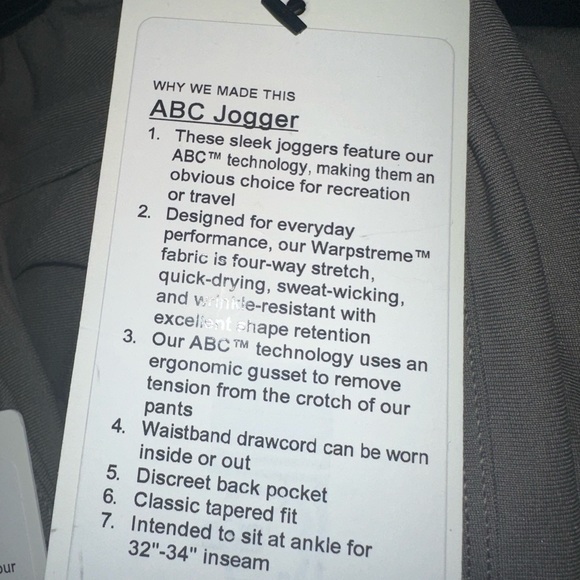 WHY WE MADE THIS
ABC Jogger
1. These sleek joggers feature our
ABC™ technology, making them an
obvious choice for recreation
or travel
2. Designed for everyday
performance, our Warpstreme™
fabric is four-way stretch,
quick-drying, sweat-wicking,
and wrinkle-resistant with
excellent shape retention
3. Our ABC™ technology uses an
ergonomic gusset to remove
tension from the crotch of our
pants
4. Waistband drawcord can be worn
inside or out
5. Discreet back pocket
6. Classic tapered fit
7. Intended to sit at ankle for
32"-34" inseam